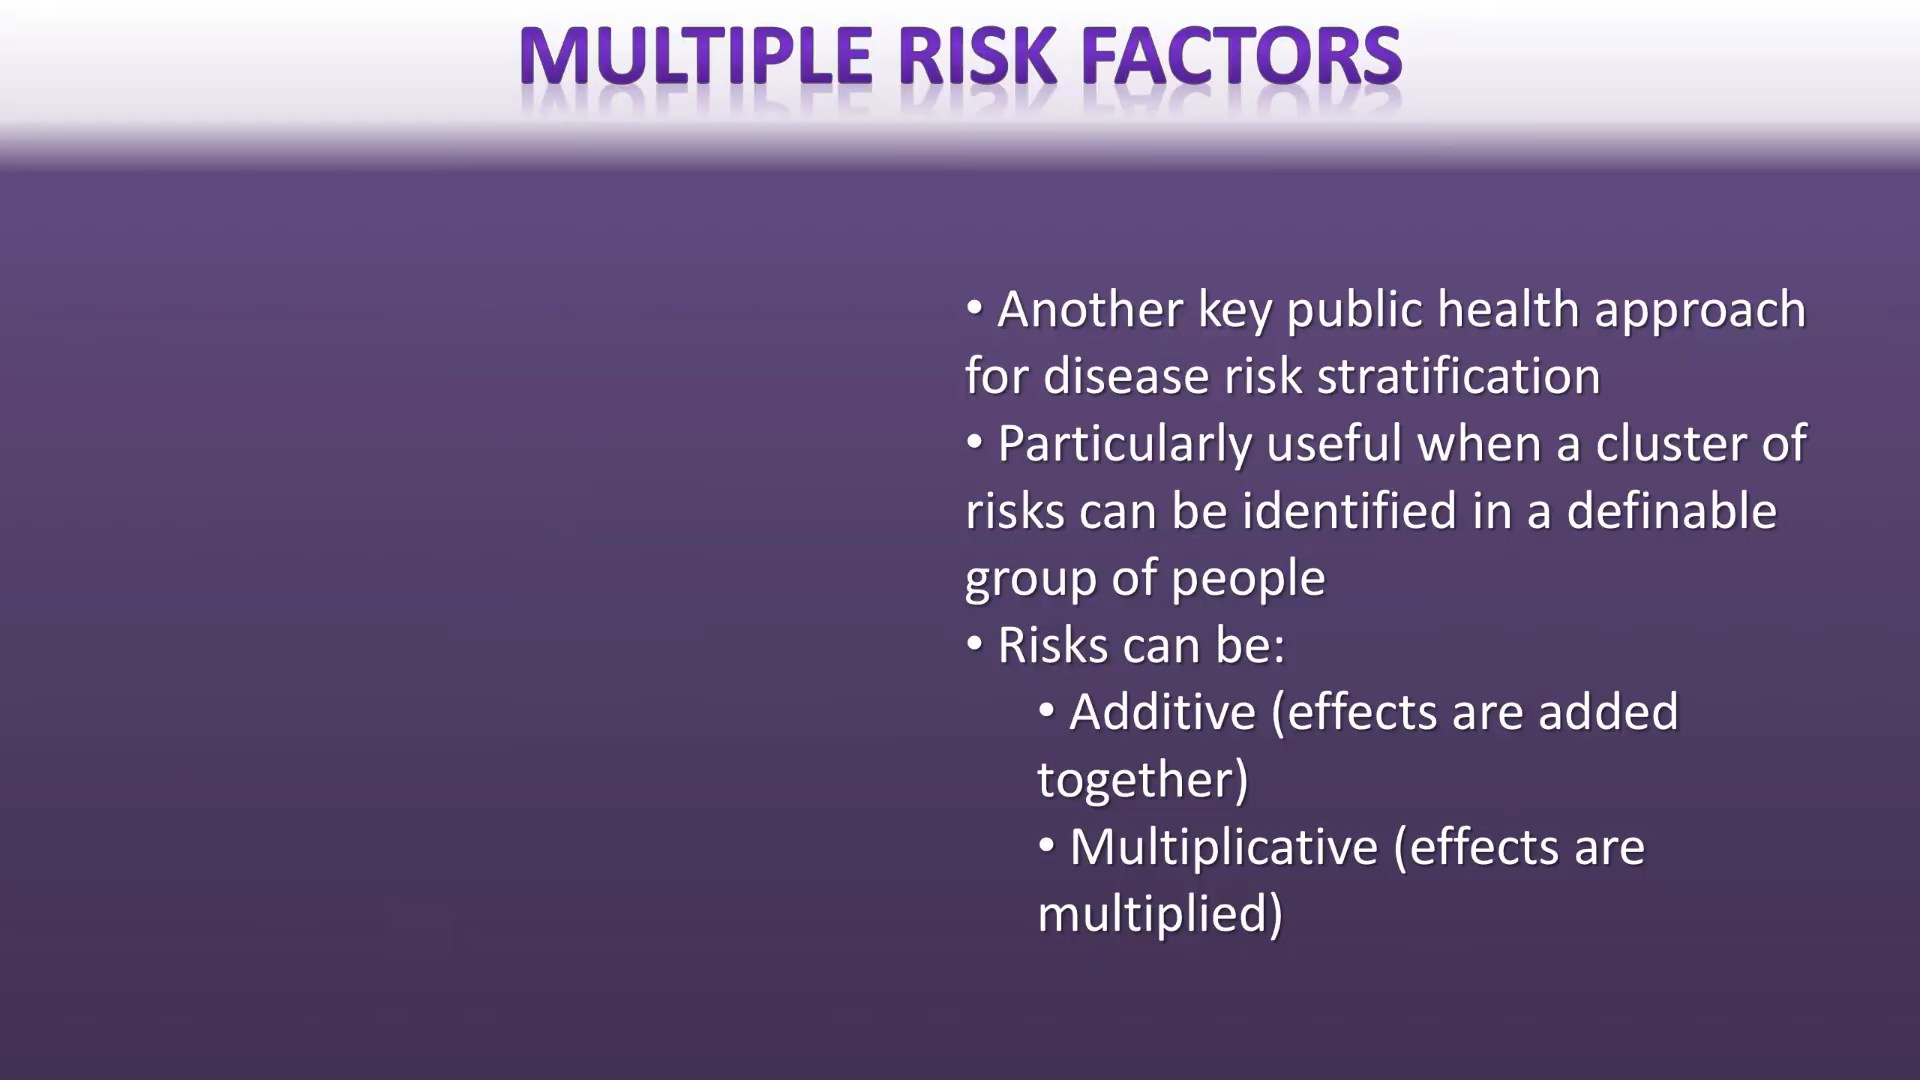 MULTIPLE RISK FACTORS
• Another key public health approach
for disease risk stratification
• Particularly useful when a cluster of
risks can be identified in a definable
group of people
• Risks can be:
• Additive (effects are added
together)
• Multiplicative (effects are
multiplied)